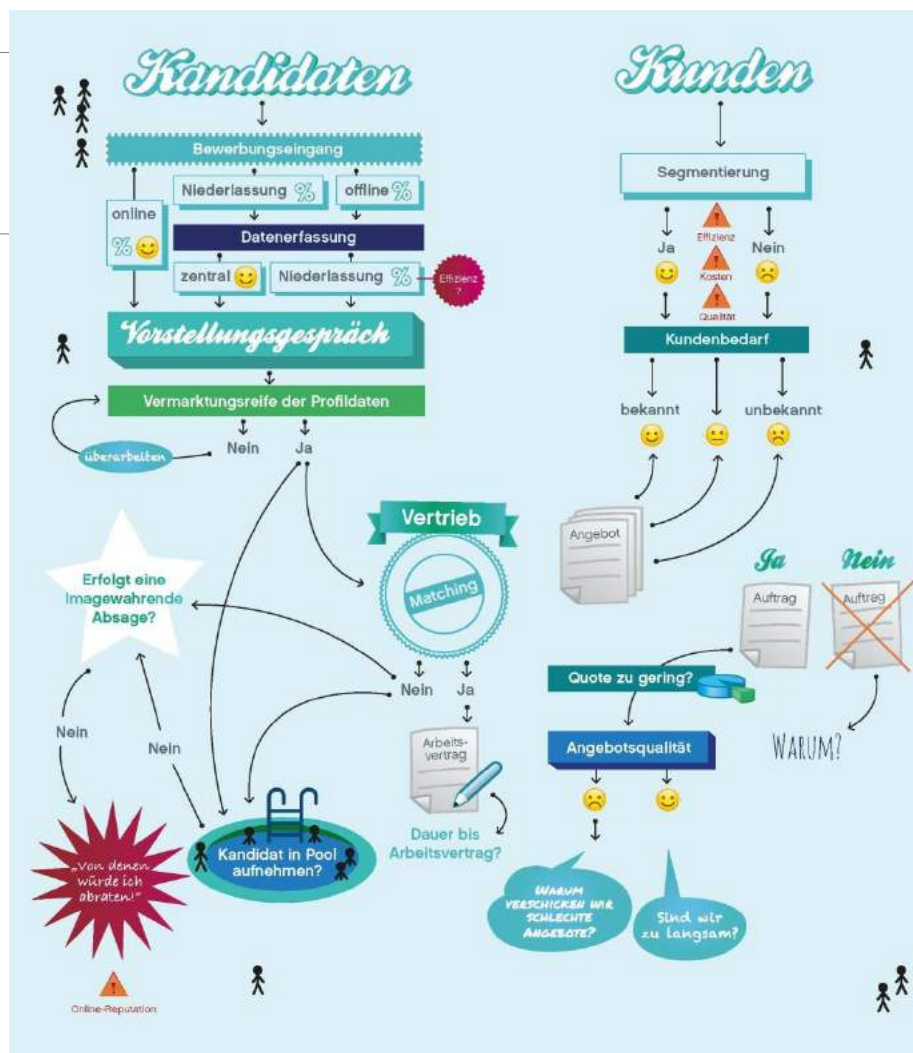 Kandidaten
Bewerbungseingang
online
%
Niederlassung %
offline %
Datenerfassung
zentral
Niederlassung %
Effizienz
?
Vorstellungsgespräch
Vermarktungsreife der Profildaten
Nein
Ja
überarbeiten
Erfolgt eine
Imagewahrende
Absage?
Nein
Nein
„Von denen
würde ich
abraten!“
Online-Reputation
Kandidat in Pool
aufnehmen?
Vertrieb
Matching
Nein
Ja
Arbeits-
vertrag
Dauer bis
Arbeitsvertrag?
Kunden
Segmentierung
Ja
Nein
Effizienz
Kosten
Qualität
Kundenbedarf
bekannt
unbekannt
Angebot
Ja
Nein
Auftrag
Auftrag
Quote zu gering?
WARUM?
Angebotsqualität
WARUM
VERSCHICKEN WIR
SCHLECHTE
ANGEBOTE?
Sind wir
zu langsam?